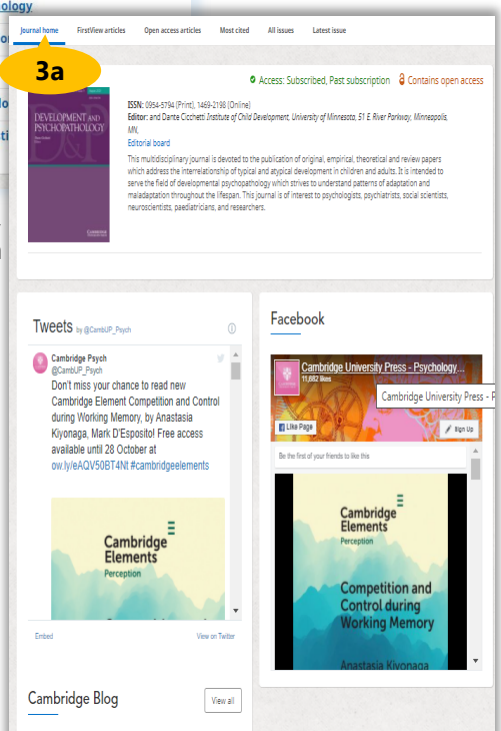 ology
Journal home FirstView articles Open access articles Most cited All issues Latest issue
3a
Access: Subscribed, Past subscription Contains open access
DEVELOPMENT AND
PSYCHOPATHOLOGY
ISSN: 0954-5794 (Print), 1469-2198 (Online)
Editor: and Dante Cicchetti Institute of Child Development, University of Minnesota, 51 E. River Parkway, Minneapolis,
MN,
Editorial board
This multidisciplinary journal is devoted to the publication of original, empirical, theoretical and review papers
which address the interrelationship of typical and atypical development in children and adults. It is intended to
serve the field of developmental psychopathology which strives to understand patterns of adaptation and
maladaptation throughout the lifespan. This journal is of interest to psychologists, psychiatrists, social scientists,
neuroscientists, paediatricians, and researchers.
Tweets by @CambUP_Psych
Cambridge Psych
@CambUP_Psych
Don't miss your chance to read new
Cambridge Element Competition and Control
during Working Memory, by Anastasia
Kiyonaga, Mark D'Esposito! Free access
available until 28 October at
ow.ly/eAQV50BT4Nt #cambridgeelements
Cambridge
Elements
Perception
Embed View on Twitter
Facebook
Cambridge University Press - Psychology...
11,682 likes
Cambridge University Press - P
Like Page Sign Up
Be the first of your friends to like this
Cambridge
Elements
Perception
Competition and
Control during
Working Memory
Anastasia Kiyonaga
Cambridge Blog View all